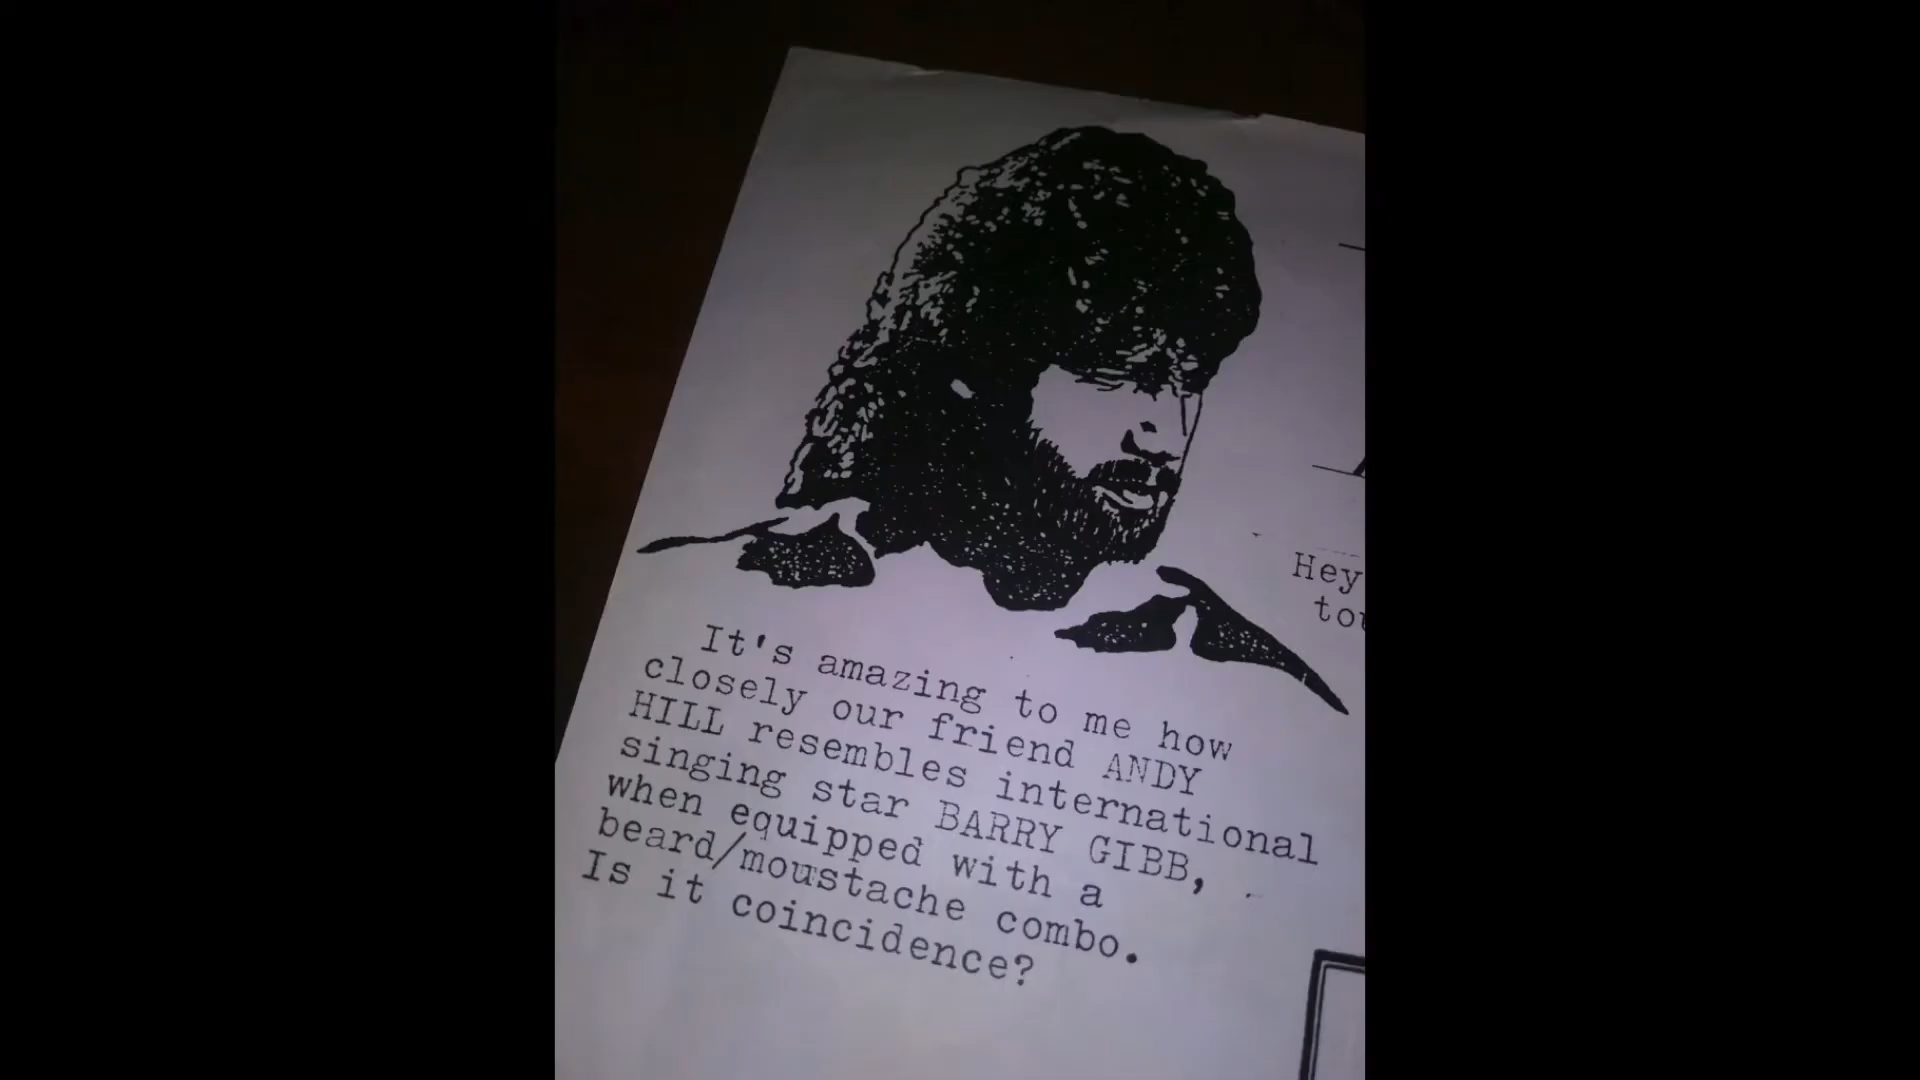 It's amazing to me how
closely our friend ANDY
HILL resembles international
singing star BARRY GIBB,
when equipped with a
beard/moustache combo.
Is it coincidence?
Hey